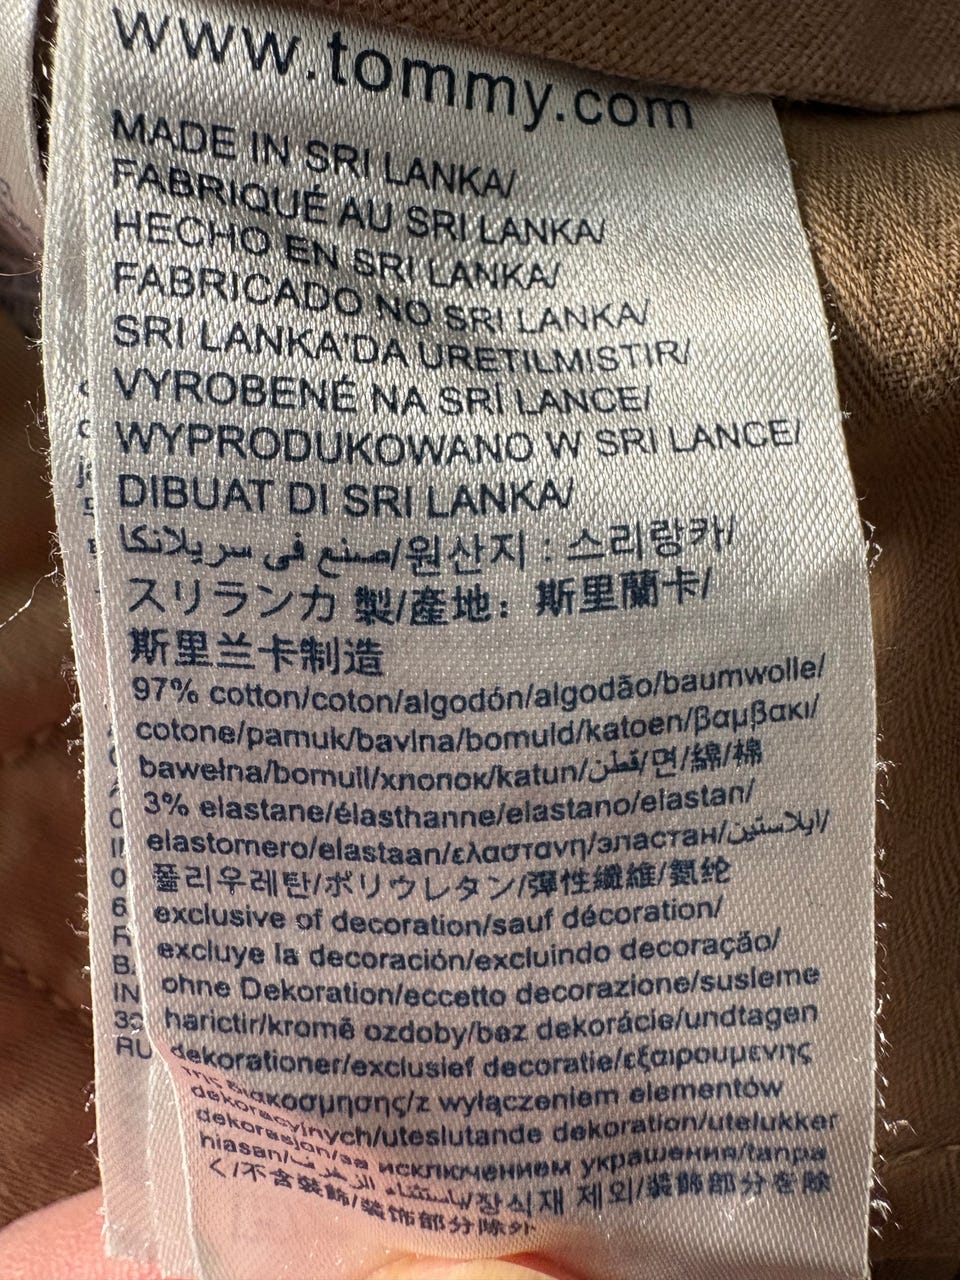 www.tommy.com
MADE IN SRI LANKA/
FABRIQUÉ AU SRI LANKA/
HECHO EN SRI LANKA/
FABRICADO NO SRI LANKA/
SRI LANKA'DA URETILMISTIR/
VYROBENÉ NA SRÍ LANCE/
WYPRODUKOWANO W SRI LANCE/
DIBUAT DI SRI LANKA/
صنع في سريلانكا/원산지 : 스리랑카/
スリランカ 製/產地：斯里蘭卡/
斯里兰卡制造
97% cotton/coton/algodón/algodão/baumwolle/
cotone/pamuk/bavlna/bomuld/katoen/βαμβακι/
bawełna/bomull/хлопок/katun/قطن/면/綿/棉
3% elastane/élasthanne/elastano/elastan/
elastomero/elastaan/ελαστανη/эластан/ايلاستين/
폴리우레탄/ポリウレタン/彈性纖維/氨纶
exclusive of decoration/sauf décoration/
excluye la decoración/excluindo decoração/
ohne Dekoration/eccetto decorazione/susleme
harictir/kromě ozdoby/bez dekorácie/undtagen
dekorationer/exclusief decoratie/εξαιρουμενης
της διακοσμησης/z wyłączeniem elementów
dekoracyjnych/uteslutande dekoration/utelukker
dekorasjon/за исключением украшения/tanpa
hiasan/باستثناء الزخرفة/장식재 제외/装飾部分を除
く/不含裝飾/装饰部分除外